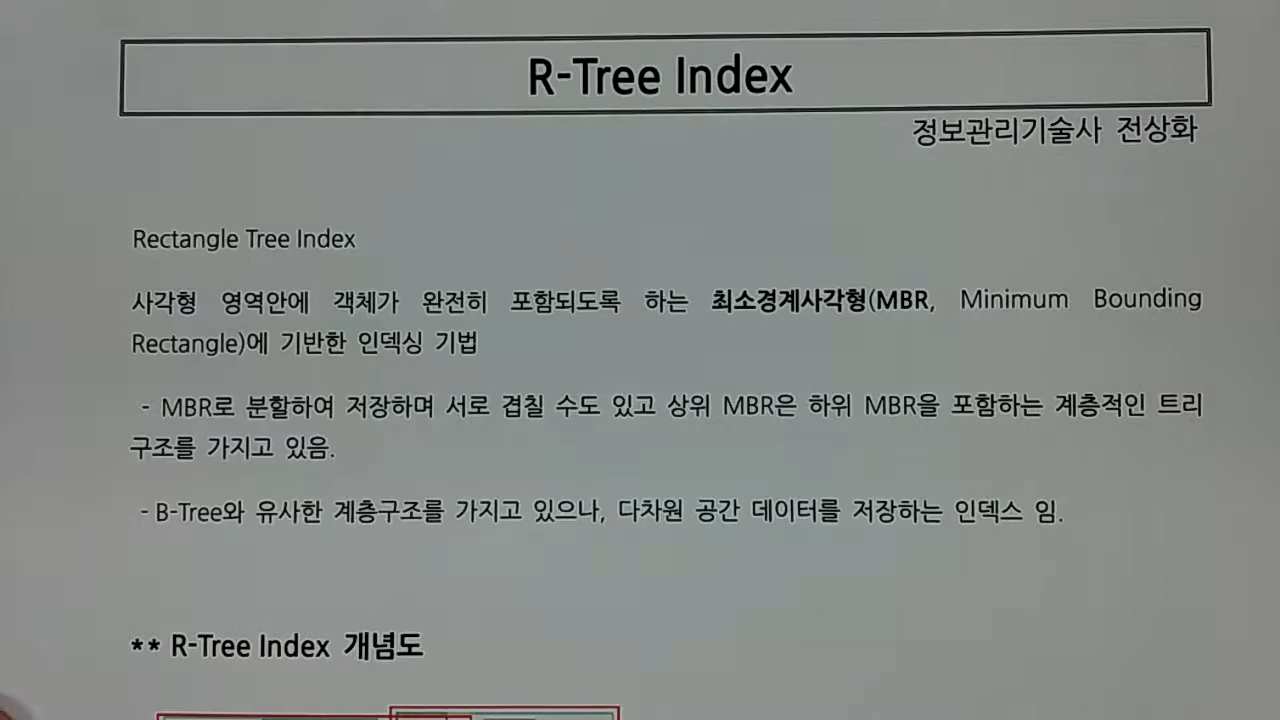 R-Tree Index
정보관리기술사 전상화
Rectangle Tree Index
사각형 영역안에 객체가 완전히 포함되도록 하는 최소경계사각형(MBR, Minimum Bounding
Rectangle)에 기반한 인덱싱 기법
- MBR로 분할하여 저장하며 서로 겹칠 수도 있고 상위 MBR은 하위 MBR을 포함하는 계층적인 트리
구조를 가지고 있음.
- B-Tree와 유사한 계층구조를 가지고 있으나, 다차원 공간 데이터를 저장하는 인덱스 임.
** R-Tree Index 개념도